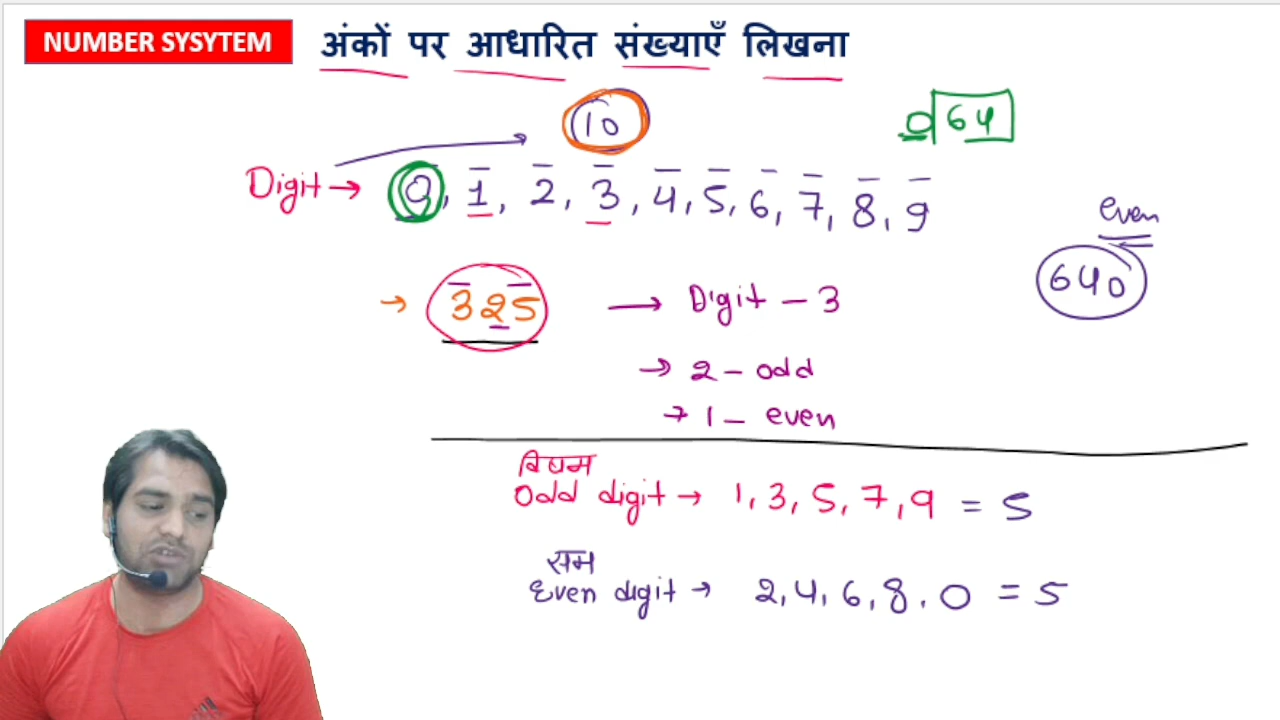 NUMBER SYSYTEM अंकों पर आधारित संख्याएँ लिखना
10
064
Digit → 0, 1, 2, 3, 4, 5, 6, 7, 8, 9
even
640
→ 325 → Digit - 3
→ 2 - odd
→ 1 - even
विषम
Odd digit → 1, 3, 5, 7, 9 = 5
सम
Even digit → 2, 4, 6, 8, 0 = 5